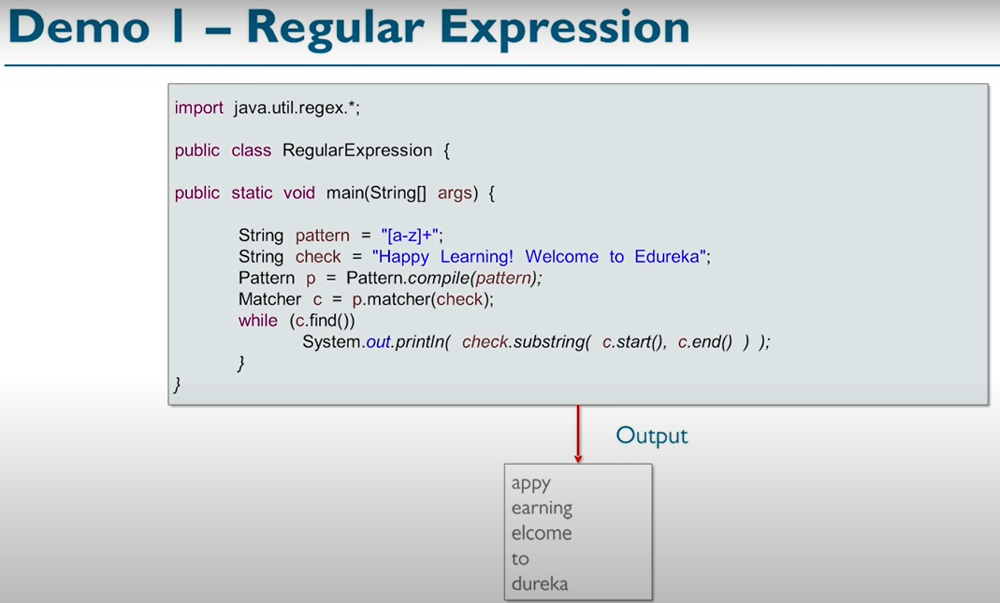 Demo 1 – Regular Expression
import java.util.regex.*;
public class RegularExpression {
public static void main(String[] args) {
String pattern = "[a-z]+";
String check = "Happy Learning! Welcome to Edureka";
Pattern p = Pattern.compile(pattern);
Matcher c = p.matcher(check);
while (c.find())
System.out.println( check.substring( c.start(), c.end() ) );
}
}
Output
appy
earning
elcome
to
dureka